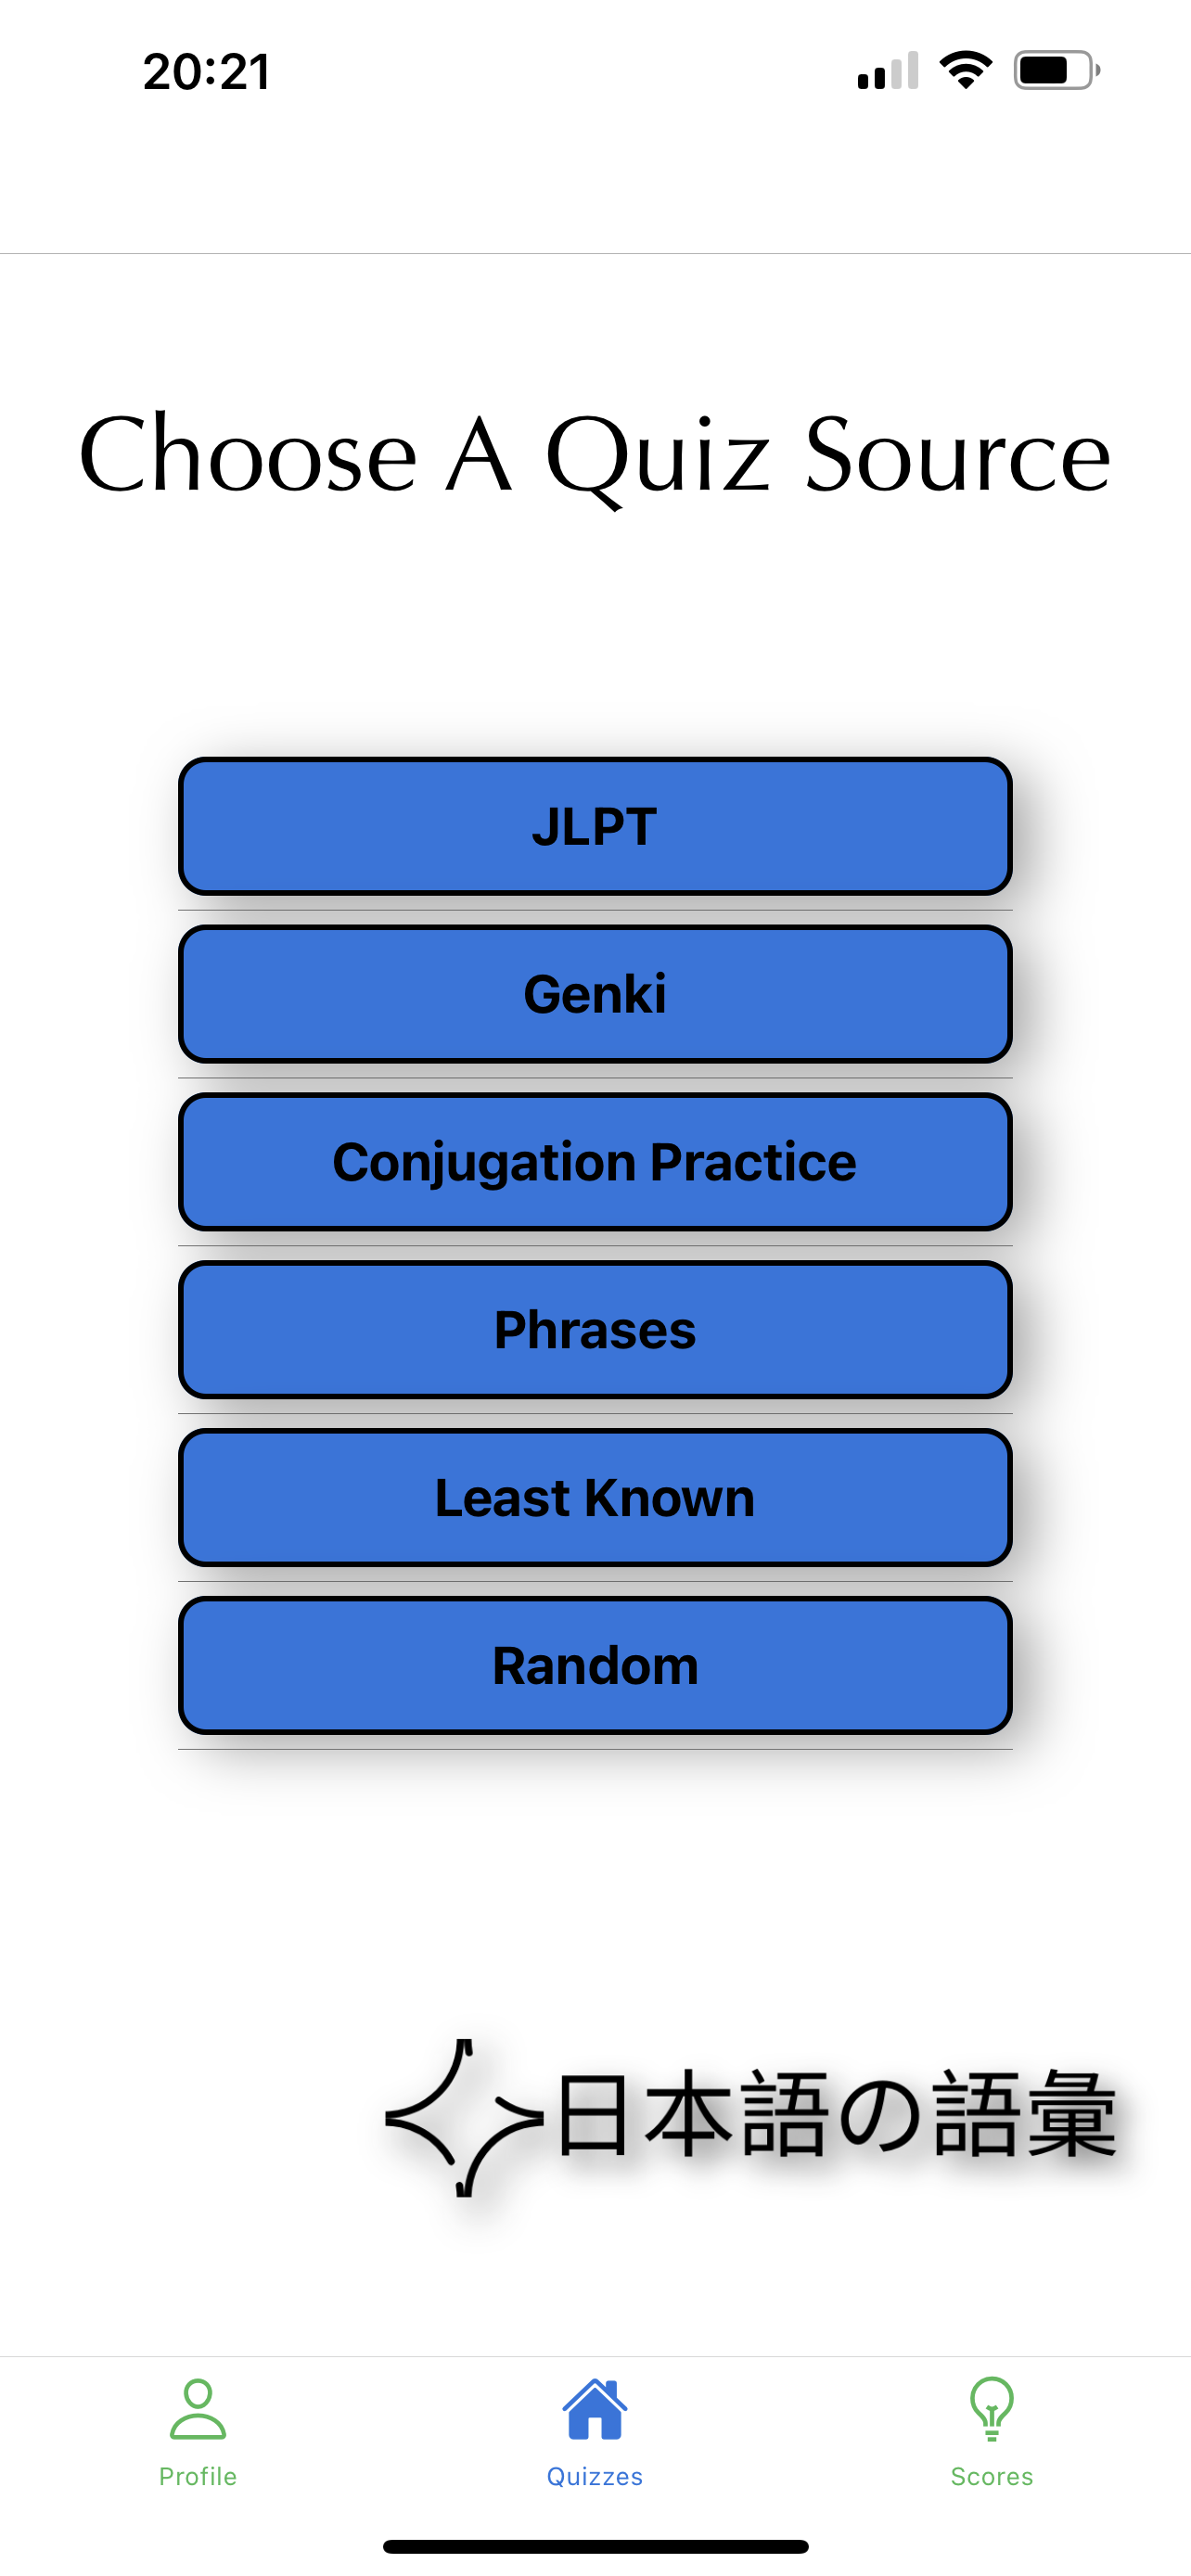 20:21
Choose A Quiz Source
JLPT
Genki
Conjugation Practice
Phrases
Least Known
Random
日本語の語彙
Profile
Quizzes
Scores